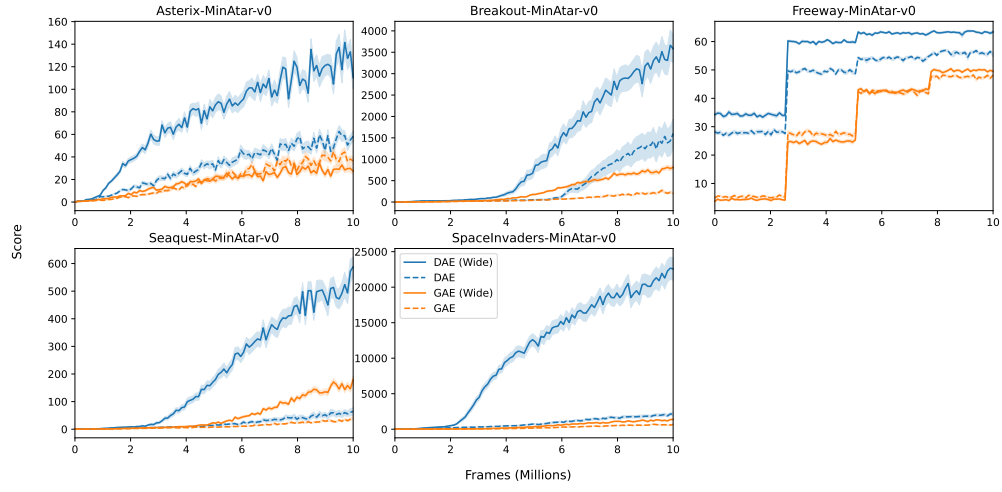 Asterix-MinAtar-v0
160
140
120
100
80
60
40
20
0
0 2 4 6 8 10
Breakout-MinAtar-v0
4000
3500
3000
2500
2000
1500
1000
500
0
0 2 4 6 8 10
Freeway-MinAtar-v0
60
50
40
30
20
10
0 2 4 6 8 10
Score
Seaquest-MinAtar-v0
600
500
400
300
200
100
0
0 2 4 6 8 10
SpaceInvaders-MinAtar-v0
25000
20000
15000
10000
5000
0
0 2 4 6 8 10
DAE (Wide)
DAE
GAE (Wide)
GAE
Frames (Millions)